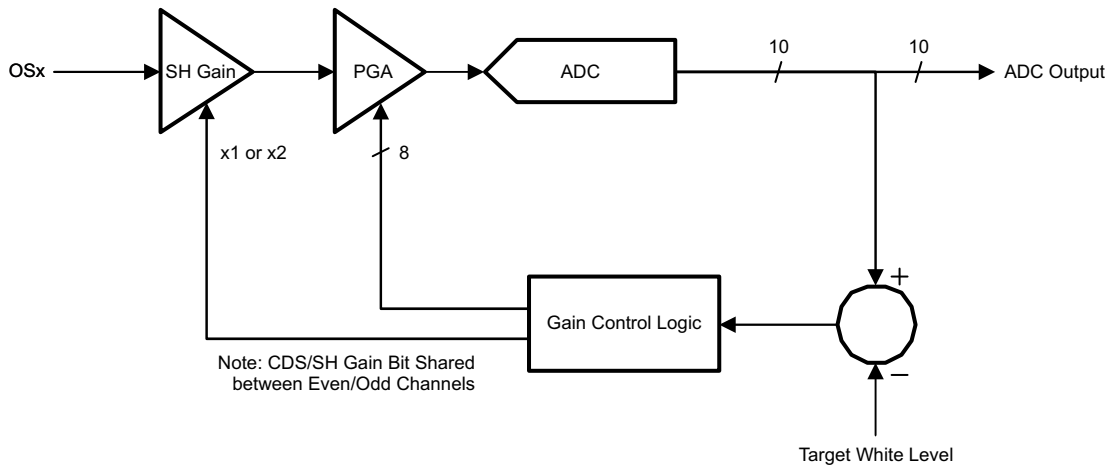 10
10
OSx
SH Gain
PGA
ADC
ADC Output
x1 or x2
8
+
Gain Control Logic
Note: CDS/SH Gain Bit Shared
between Even/Odd Channels
−
Target White Level